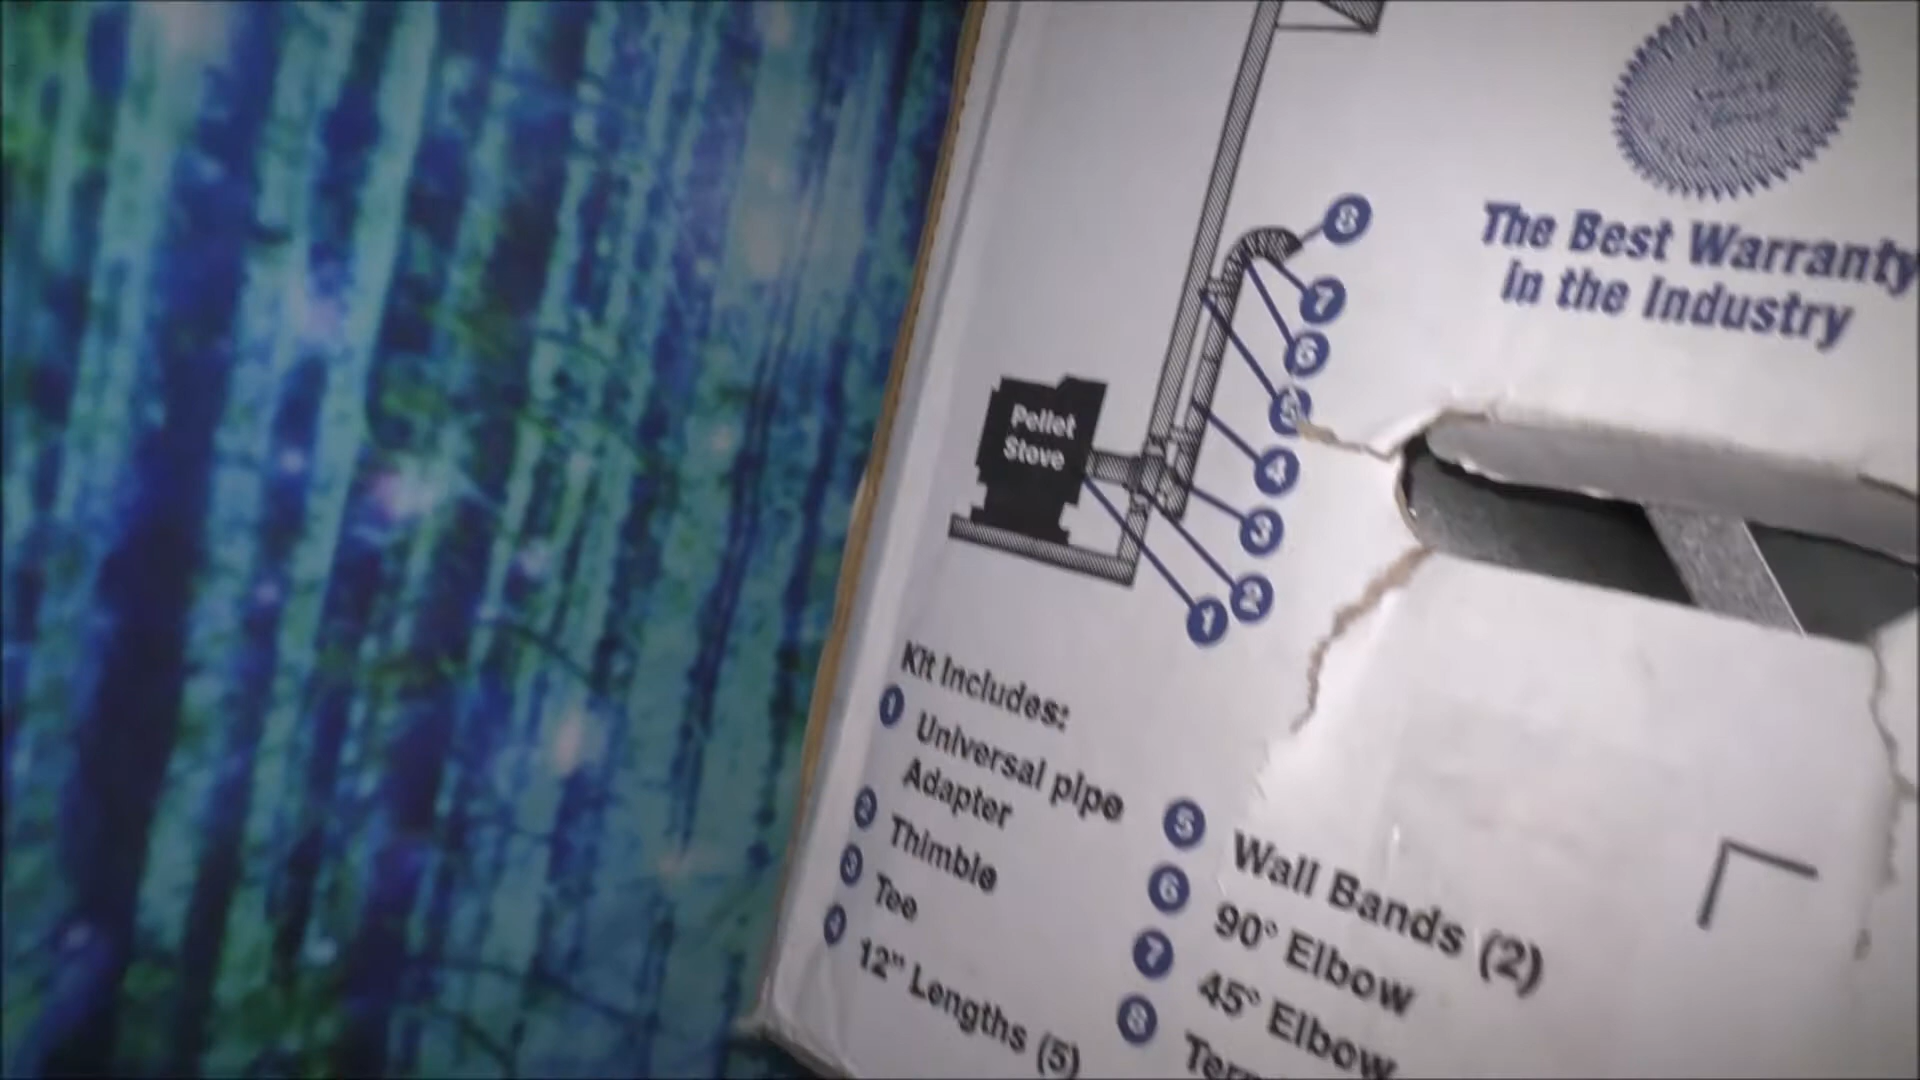 The Best Warranty
in the Industry
8
7
6
5
4
3
2
1
Pellet
Stove
Kit Includes:
1 Universal pipe
Adapter
2 Thimble
3 Tee
4 12" Lengths (5)
5 Wall Bands (2)
6 90° Elbow
7 45° Elbow
8